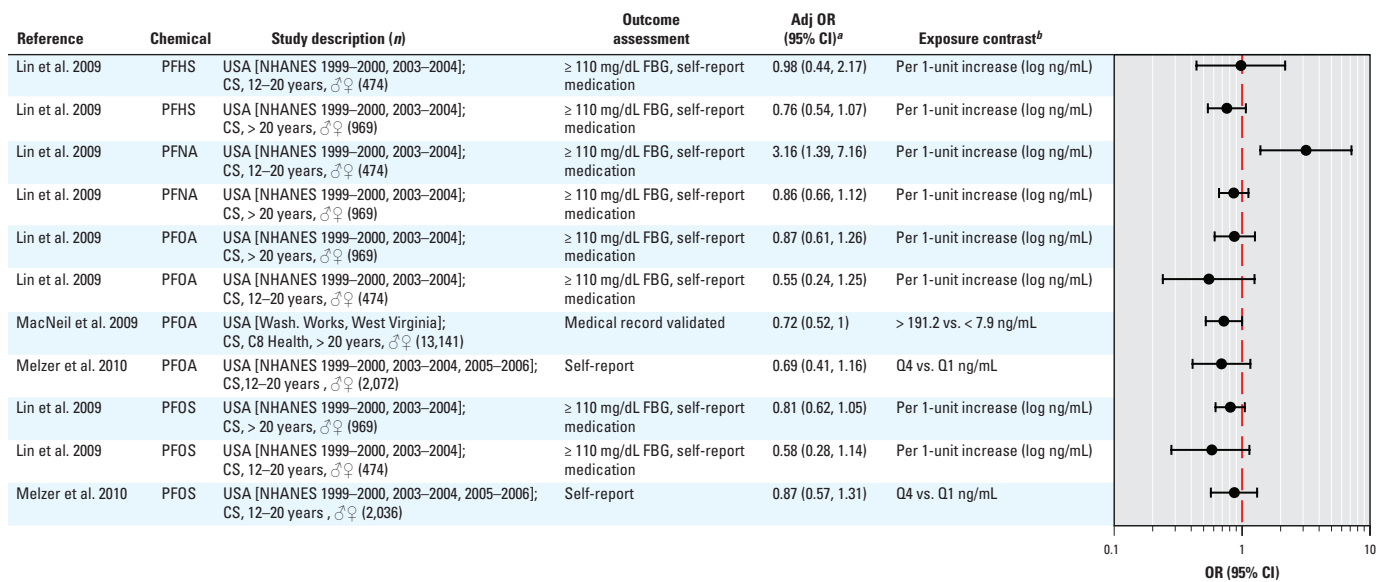 Reference Chemical Study description (n) Outcome assessment Adj OR (95% CI)a Exposure contrastb
Lin et al. 2009 PFHS USA [NHANES 1999–2000, 2003–2004]; ≥ 110 mg/dL FBG, self-report 0.98 (0.44, 2.17) Per 1-unit increase (log ng/mL)
CS, 12–20 years, ♂♀ (474) medication
Lin et al. 2009 PFHS USA [NHANES 1999–2000, 2003–2004]; ≥ 110 mg/dL FBG, self-report 0.76 (0.54, 1.07) Per 1-unit increase (log ng/mL)
CS, > 20 years, ♂♀ (969) medication
Lin et al. 2009 PFNA USA [NHANES 1999–2000, 2003–2004]; ≥ 110 mg/dL FBG, self-report 3.16 (1.39, 7.16) Per 1-unit increase (log ng/mL)
CS, 12–20 years, ♂♀ (474) medication
Lin et al. 2009 PFNA USA [NHANES 1999–2000, 2003–2004]; ≥ 110 mg/dL FBG, self-report 0.86 (0.66, 1.12) Per 1-unit increase (log ng/mL)
CS, > 20 years, ♂♀ (969) medication
Lin et al. 2009 PFOA USA [NHANES 1999–2000, 2003–2004]; ≥ 110 mg/dL FBG, self-report 0.87 (0.61, 1.26) Per 1-unit increase (log ng/mL)
CS, > 20 years, ♂♀ (969) medication
Lin et al. 2009 PFOA USA [NHANES 1999–2000, 2003–2004]; ≥ 110 mg/dL FBG, self-report 0.55 (0.24, 1.25) Per 1-unit increase (log ng/mL)
CS, 12–20 years, ♂♀ (474) medication
MacNeil et al. 2009 PFOA USA [Wash. Works, West Virginia]; Medical record validated 0.72 (0.52, 1) > 191.2 vs. < 7.9 ng/mL
CS, C8 Health, > 20 years, ♂♀ (13,141)
Melzer et al. 2010 PFOA USA [NHANES 1999–2000, 2003–2004, 2005–2006]; Self-report 0.69 (0.41, 1.16) Q4 vs. Q1 ng/mL
CS,12–20 years , ♂♀ (2,072)
Lin et al. 2009 PFOS USA [NHANES 1999–2000, 2003–2004]; ≥ 110 mg/dL FBG, self-report 0.81 (0.62, 1.05) Per 1-unit increase (log ng/mL)
CS, > 20 years, ♂♀ (969) medication
Lin et al. 2009 PFOS USA [NHANES 1999–2000, 2003–2004]; ≥ 110 mg/dL FBG, self-report 0.58 (0.28, 1.14) Per 1-unit increase (log ng/mL)
CS, 12–20 years, ♂♀ (474) medication
Melzer et al. 2010 PFOS USA [NHANES 1999–2000, 2003–2004, 2005–2006]; Self-report 0.87 (0.57, 1.31) Q4 vs. Q1 ng/mL
CS, 12–20 years , ♂♀ (2,036)
0.1 1 10
OR (95% CI)